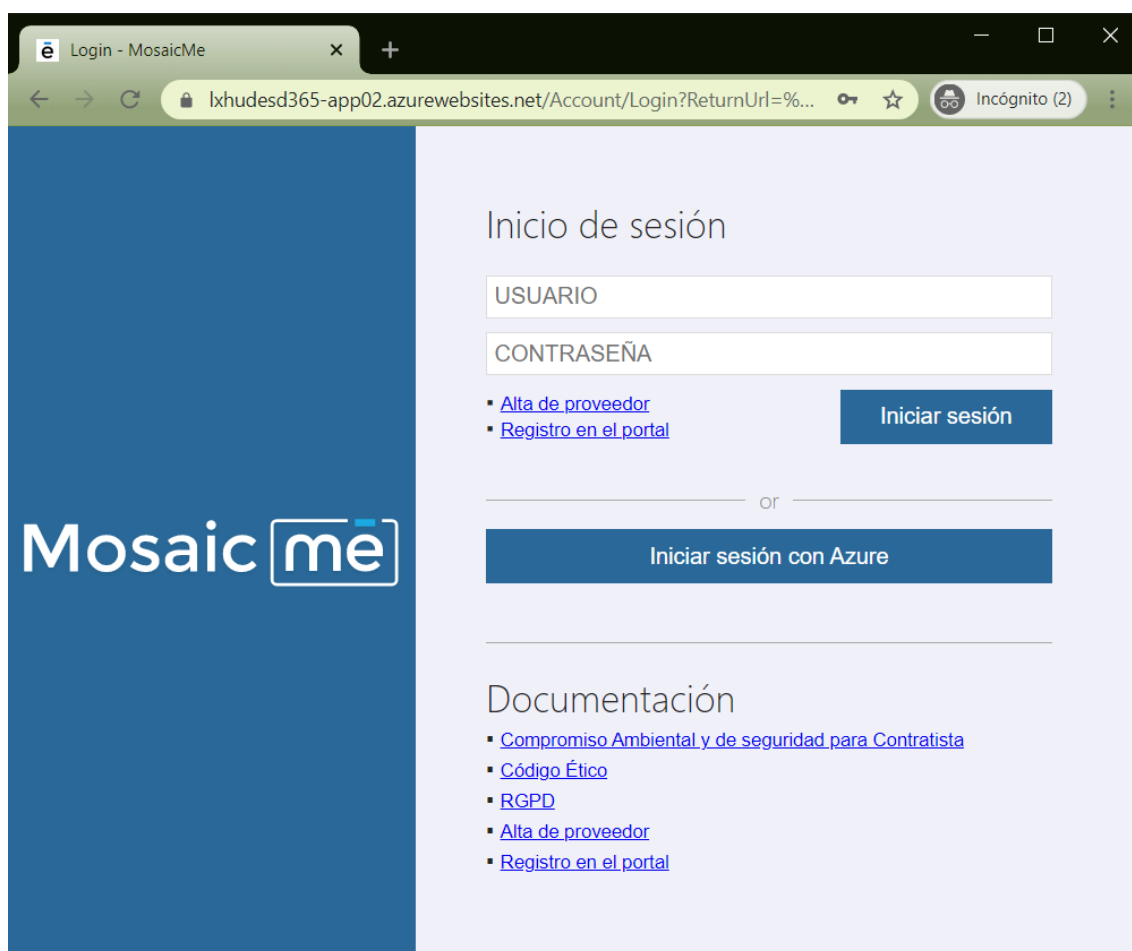 ē Login - MosaicMe
lxhudesd365-app02.azurewebsites.net/Account/Login?ReturnUrl=%...
Incógnito (2)
Inicio de sesión
USUARIO
CONTRASEÑA
▪ Alta de proveedor
▪ Registro en el portal
Iniciar sesión
or
Iniciar sesión con Azure
Mosaic mē
Documentación
▪ Compromiso Ambiental y de seguridad para Contratista
▪ Código Ético
▪ RGPD
▪ Alta de proveedor
▪ Registro en el portal